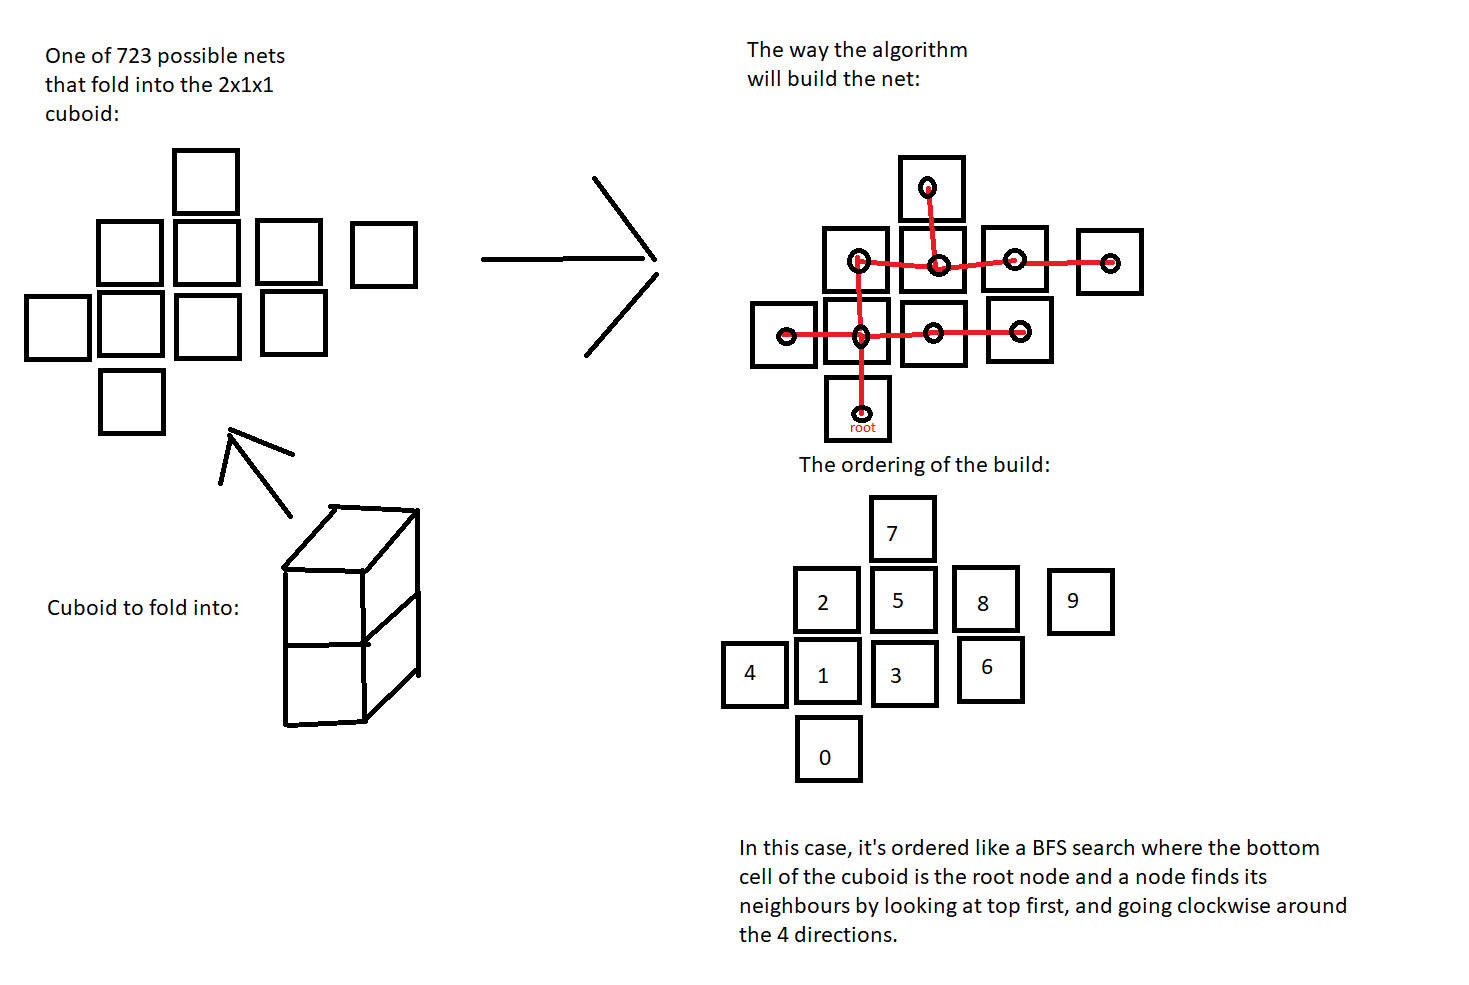 One of 723 possible nets
that fold into the 2x1x1
cuboid:
The way the algorithm
will build the net:
root
The ordering of the build:
7
2 5 8 9
4 1 3 6
0
Cuboid to fold into:
In this case, it's ordered like a BFS search where the bottom
cell of the cuboid is the root node and a node finds its
neighbours by looking at top first, and going clockwise around
the 4 directions.